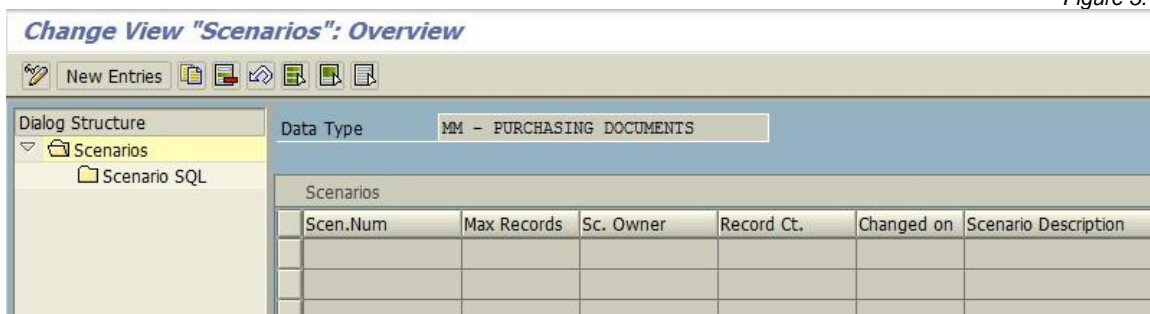 Figure 3.
Change View "Scenarios": Overview
New Entries
Dialog Structure
Scenarios
Scenario SQL
Data Type MM - PURCHASING DOCUMENTS
Scenarios
Scen.Num Max Records Sc. Owner Record Ct. Changed on Scenario Description